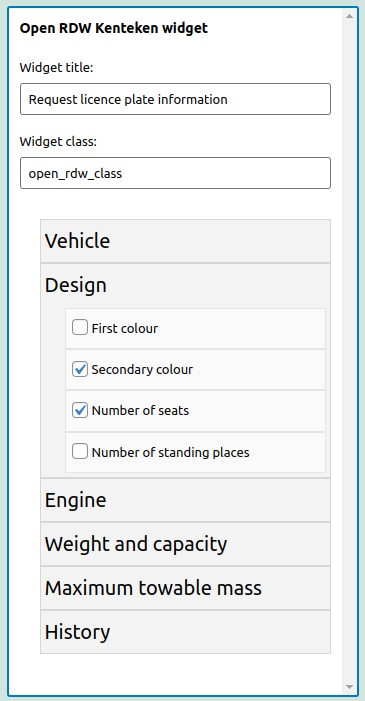 Open RDW Kenteken widget
Widget title:
Request licence plate information
Widget class:
open_rdw_class
Vehicle
Design
First colour
Secondary colour
Number of seats
Number of standing places
Engine
Weight and capacity
Maximum towable mass
History